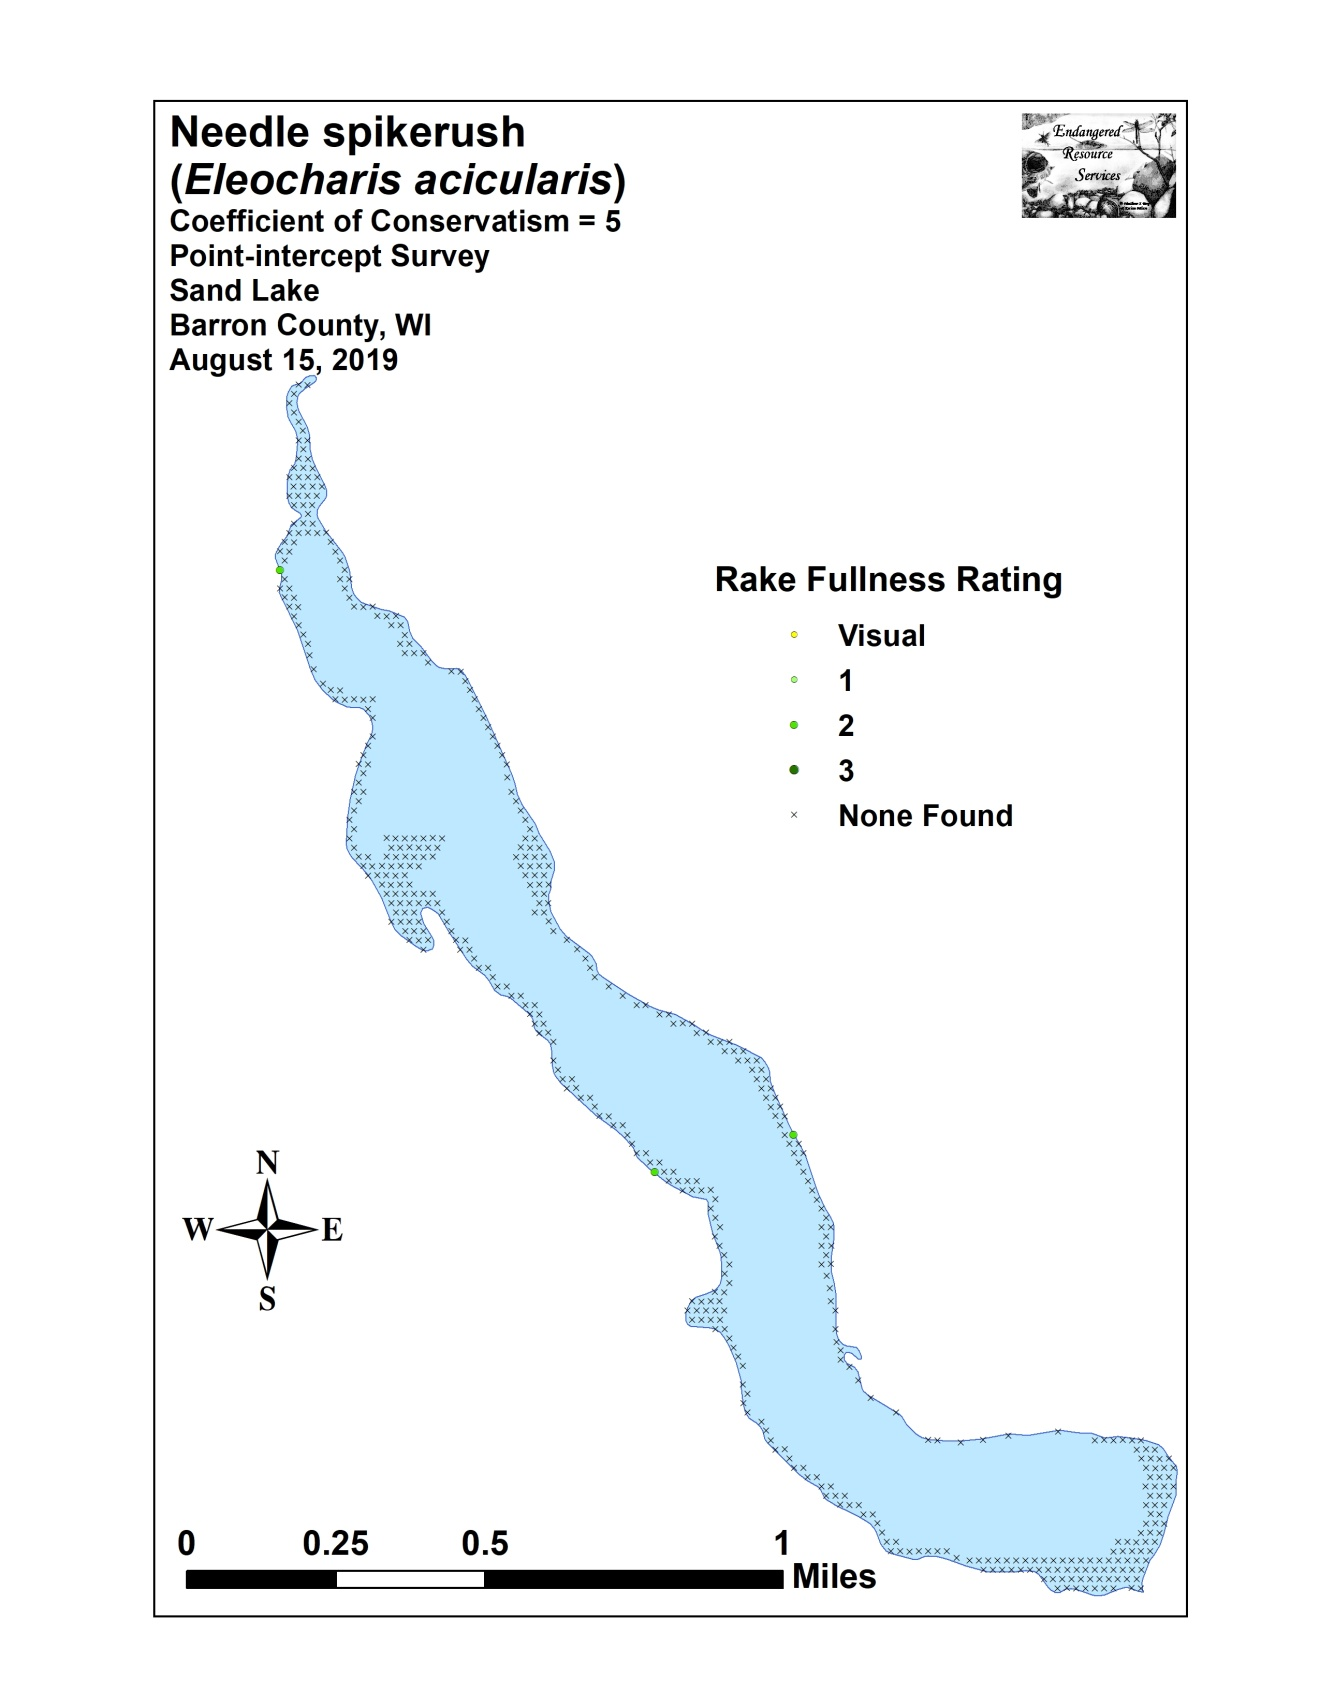 Needle spikerush
(Eleocharis acicularis)
Coefficient of Conservatism = 5
Point-intercept Survey
Sand Lake
Barron County, WI
August 15, 2019
Endangered
Resource
Services
Rake Fullness Rating
Visual
1
2
3
None Found
N
W E
S
0 0.25 0.5 1
Miles